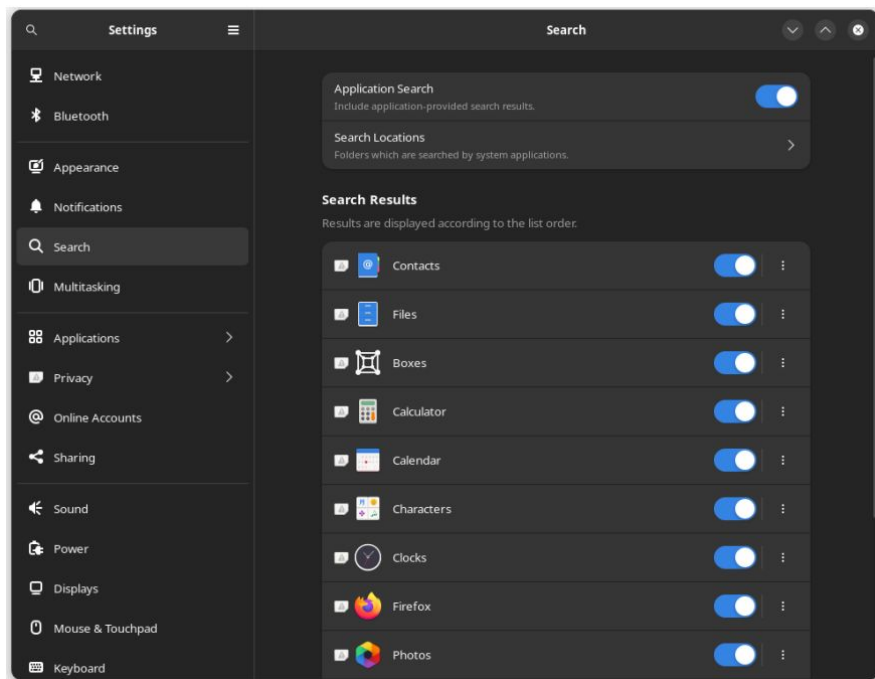 Settings
Search
Network
Bluetooth
Appearance
Notifications
Search
Multitasking
Applications
Privacy
Online Accounts
Sharing
Sound
Power
Displays
Mouse & Touchpad
Keyboard
Application Search
Include application-provided search results.
Search Locations
Folders which are searched by system applications.
Search Results
Results are displayed according to the list order.
Contacts
Files
Boxes
Calculator
Calendar
Characters
Clocks
Firefox
Photos